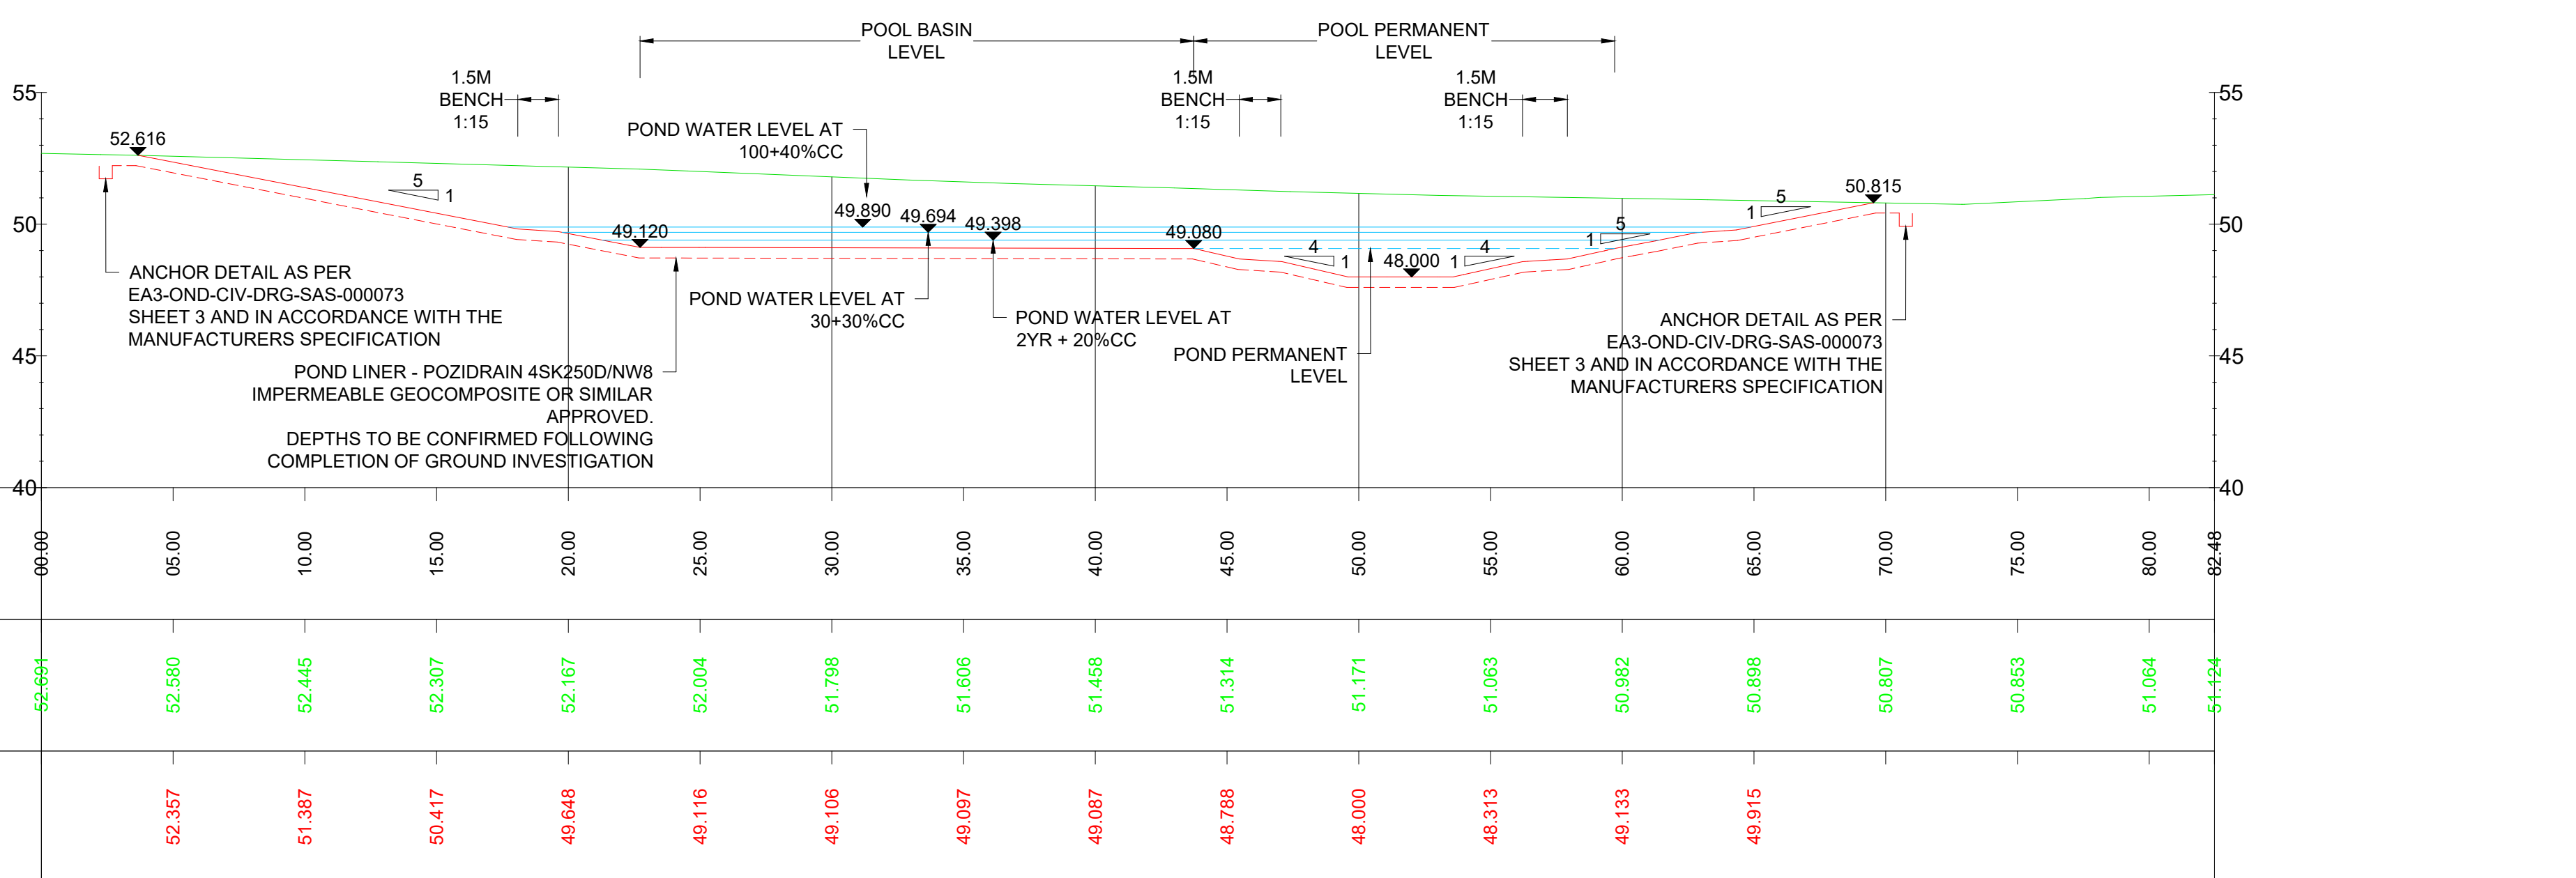 POOL BASIN
LEVEL
POOL PERMANENT
LEVEL
1.5M
BENCH
1:15
1.5M
BENCH
1:15
1.5M
BENCH
1:15
55
55
POND WATER LEVEL AT
100+40%CC
52.616
5
1
49.890
49.694
49.398
49.120
49.080
4
1
48.000
4
1
5
1
5
1
50.815
50
50
ANCHOR DETAIL AS PER
EA3-OND-CIV-DRG-SAS-000073
SHEET 3 AND IN ACCORDANCE WITH THE
MANUFACTURERS SPECIFICATION
POND WATER LEVEL AT
30+30%CC
POND WATER LEVEL AT
2YR + 20%CC
POND PERMANENT
LEVEL
ANCHOR DETAIL AS PER
EA3-OND-CIV-DRG-SAS-000073
SHEET 3 AND IN ACCORDANCE WITH THE
MANUFACTURERS SPECIFICATION
45
45
POND LINER - POZIDRAIN 4SK250D/NW8
IMPERMEABLE GEOCOMPOSITE OR SIMILAR
APPROVED.
DEPTHS TO BE CONFIRMED FOLLOWING
COMPLETION OF GROUND INVESTIGATION
40
40
00.00
05.00
10.00
15.00
20.00
25.00
30.00
35.00
40.00
45.00
50.00
55.00
60.00
65.00
70.00
75.00
80.00
82.48
52.691
52.580
52.445
52.307
52.167
52.004
51.798
51.606
51.458
51.314
51.171
51.063
50.982
50.898
50.807
50.853
51.064
51.124
52.357
51.387
50.417
49.648
49.116
49.106
49.097
49.087
48.788
48.000
48.313
49.133
49.915